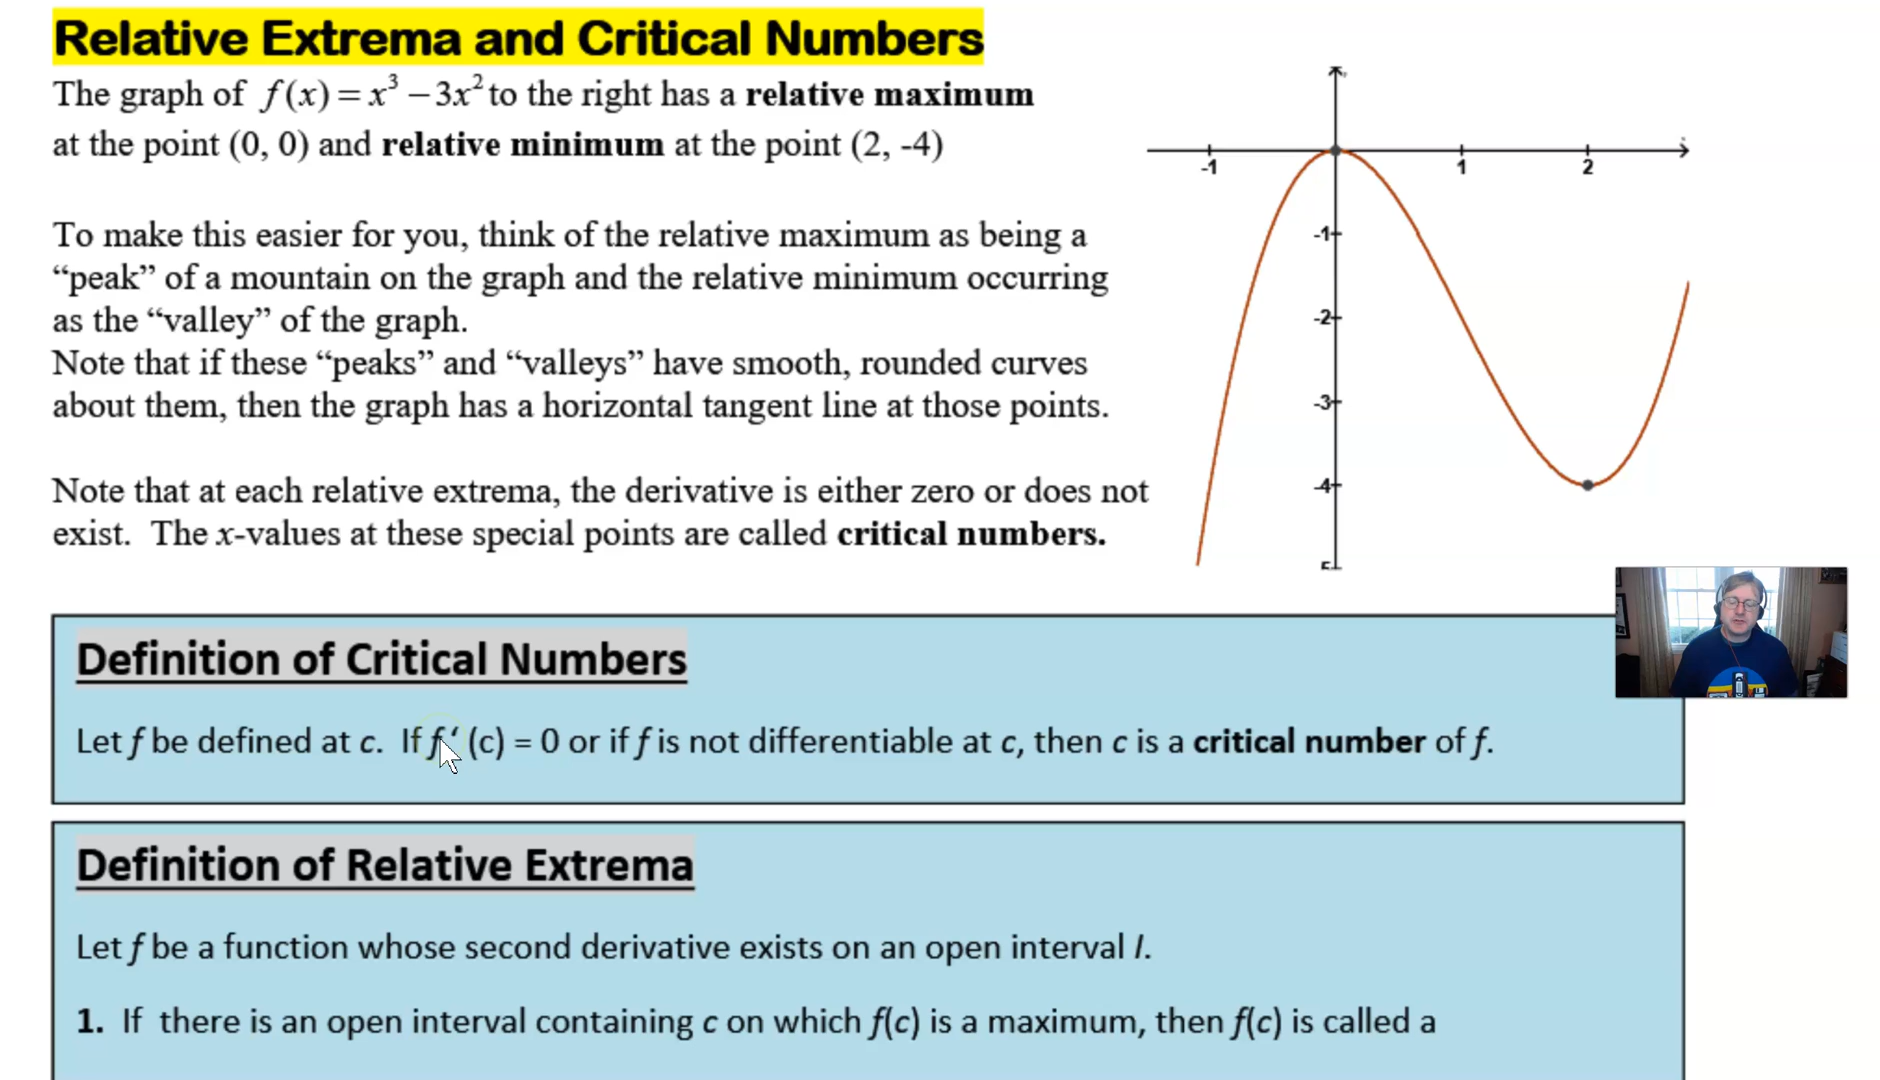 Relative Extrema and Critical Numbers
The graph of f(x) = x³ − 3x² to the right has a relative maximum
at the point (0, 0) and relative minimum at the point (2, -4)
To make this easier for you, think of the relative maximum as being a
“peak” of a mountain on the graph and the relative minimum occurring
as the “valley” of the graph.
Note that if these “peaks” and “valleys” have smooth, rounded curves
about them, then the graph has a horizontal tangent line at those points.
Note that at each relative extrema, the derivative is either zero or does not
exist. The x-values at these special points are called critical numbers.
-1 1 2
-1
-2
-3
-4
Definition of Critical Numbers
Let f be defined at c. If f ′ (c) = 0 or if f is not differentiable at c, then c is a critical number of f.
Definition of Relative Extrema
Let f be a function whose second derivative exists on an open interval I.
1. If there is an open interval containing c on which f(c) is a maximum, then f(c) is called a